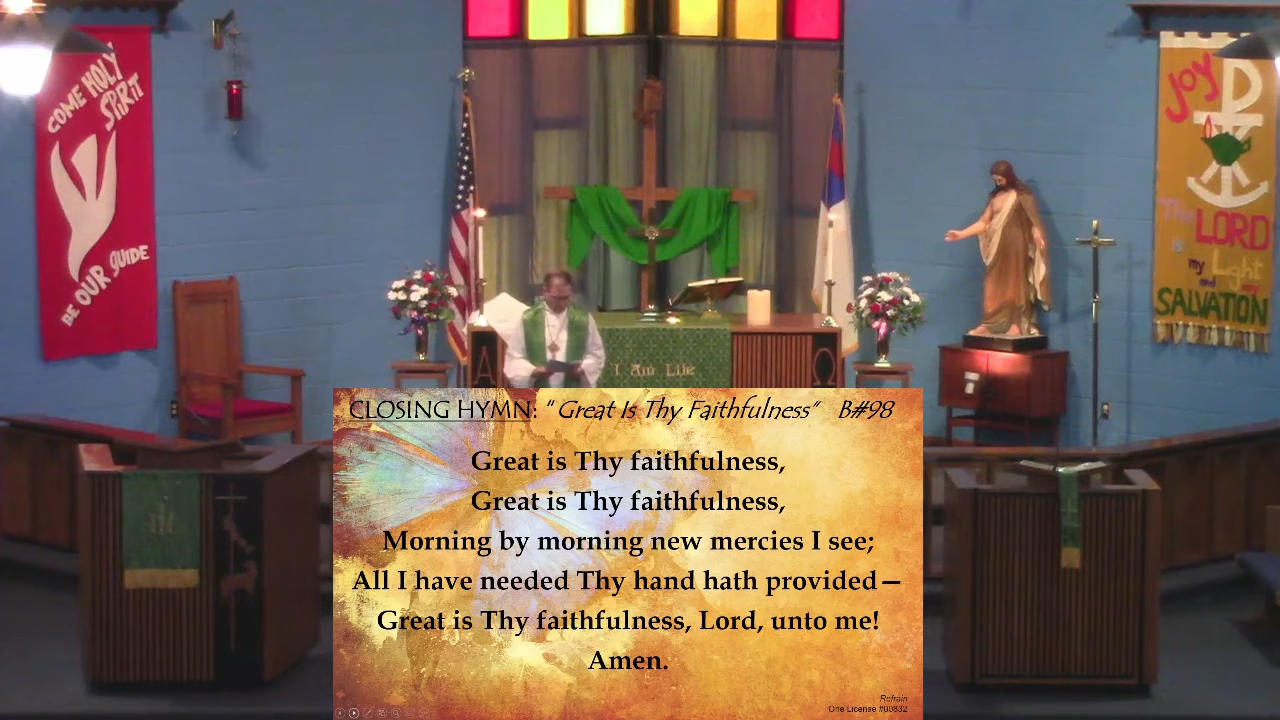 COME HOLY
SPIRIT
BE OUR GUIDE
Joy
The
LORD
my Light
and my
SALVATION
Α
I Am Life
Ω
CLOSING HYMN: "Great Is Thy Faithfulness" B#98
Great is Thy faithfulness,
Great is Thy faithfulness,
Morning by morning new mercies I see;
All I have needed Thy hand hath provided—
Great is Thy faithfulness, Lord, unto me!
Amen.
Refrain
One License #00832